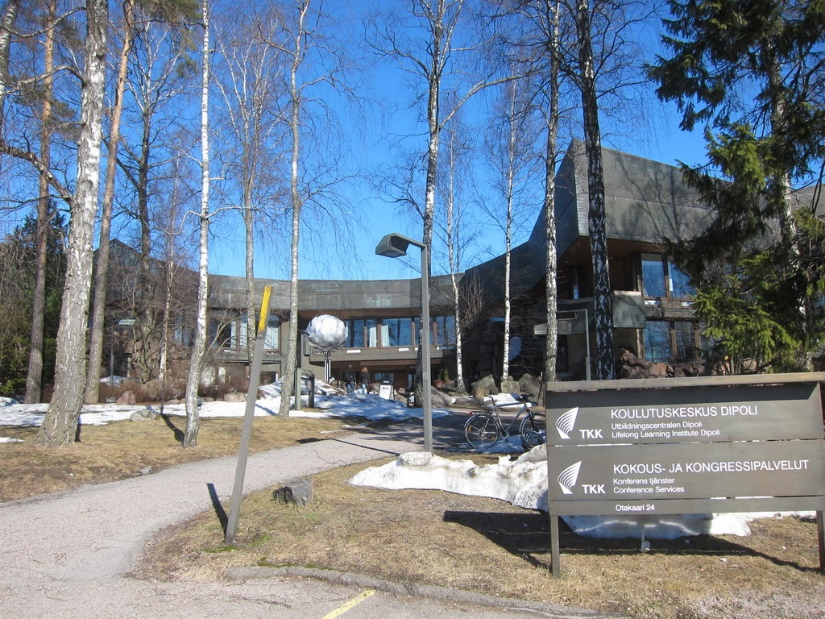 KOULUTUSKESKUS DIPOLI
Utbildningscentralen Dipoli
TKK Lifelong Learning Institute Dipoli
KOKOUS- JA KONGRESSIPALVELUT
Konferens tjänster
TKK Conference Services
Otakaari 24